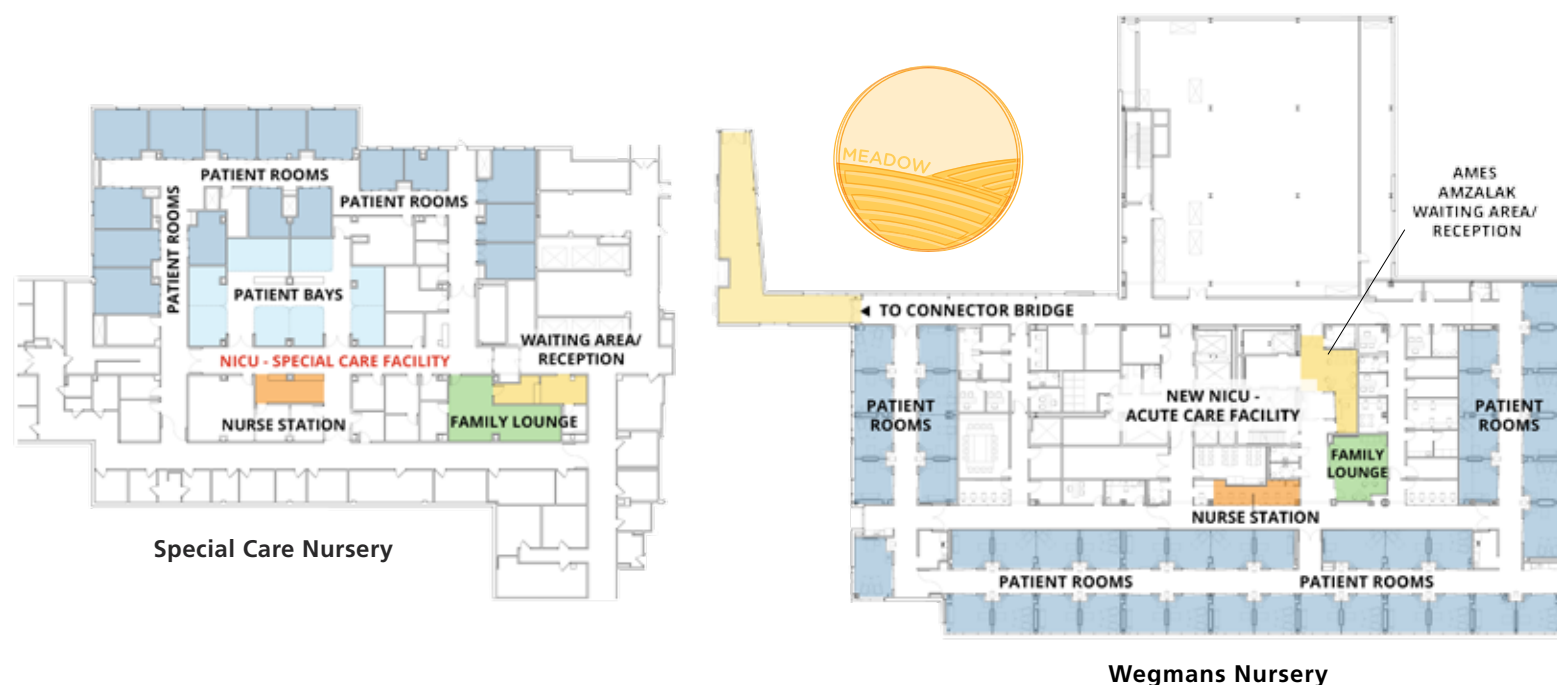 PATIENT ROOMS
PATIENT ROOMS
PATIENT ROOMS
PATIENT BAYS
NICU - SPECIAL CARE FACILITY
WAITING AREA/
RECEPTION
NURSE STATION
FAMILY LOUNGE
Special Care Nursery
MEADOW
AMES
AMZALAK
WAITING AREA/
RECEPTION
TO CONNECTOR BRIDGE
PATIENT
ROOMS
NEW NICU -
ACUTE CARE FACILITY
PATIENT
ROOMS
FAMILY
LOUNGE
NURSE STATION
PATIENT ROOMS
PATIENT ROOMS
Wegmans Nursery